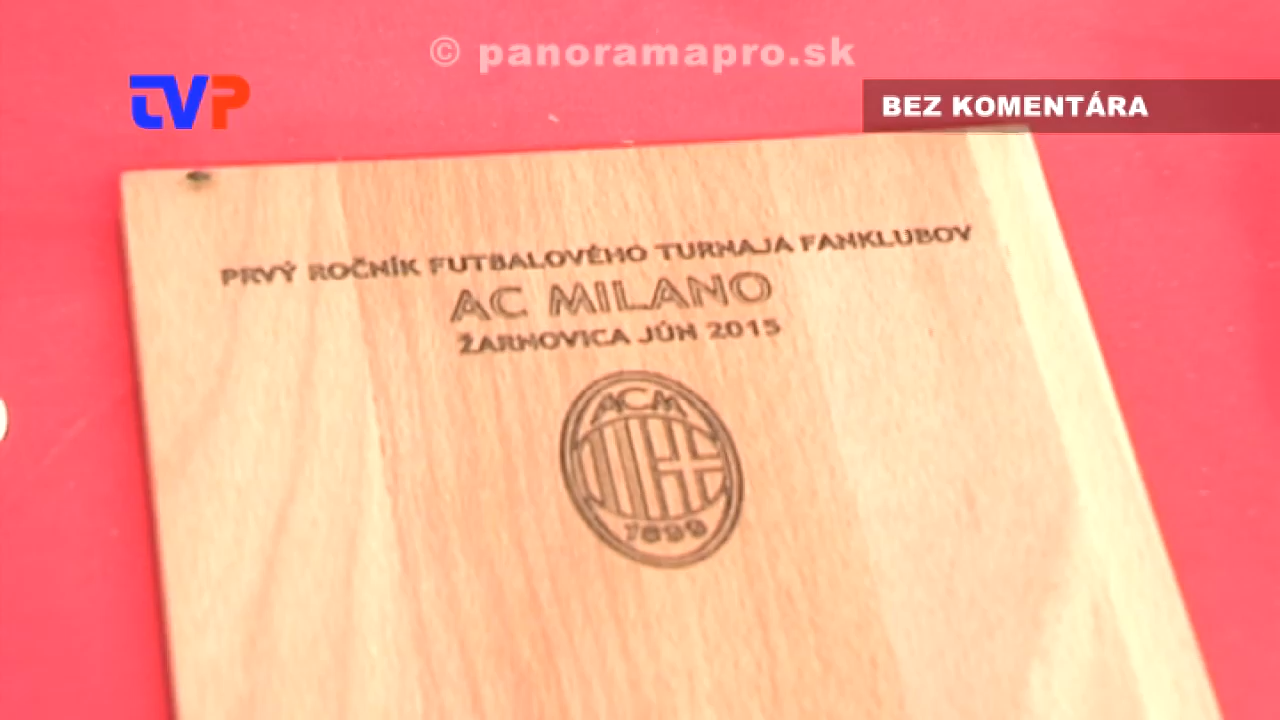 © panoramapro.sk
TVP
BEZ KOMENTÁRA
PRVÝ ROČNÍK FUTBALOVÉHO TURNAJA FANKLUBOV
AC MILANO
ŽARNOVICA JÚN 2015
ACM
1899